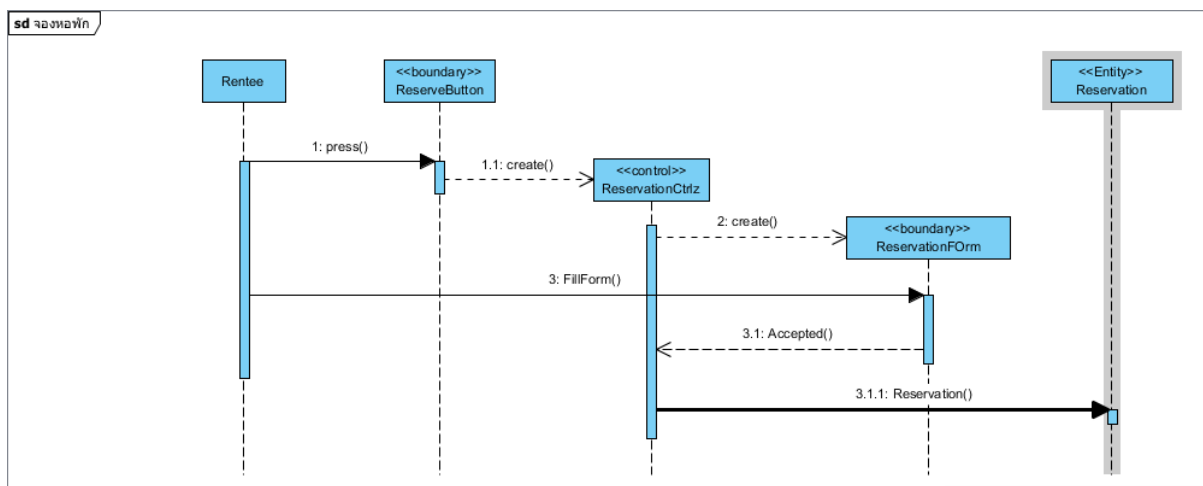 sd จองหอพัก
Rentee
<<boundary>>
ReserveButton
<<Entity>>
Reservation
1: press()
1.1: create()
<<control>>
ReservationCtrlz
2: create()
<<boundary>>
ReservationFOrm
3: FillForm()
3.1: Accepted()
3.1.1: Reservation()